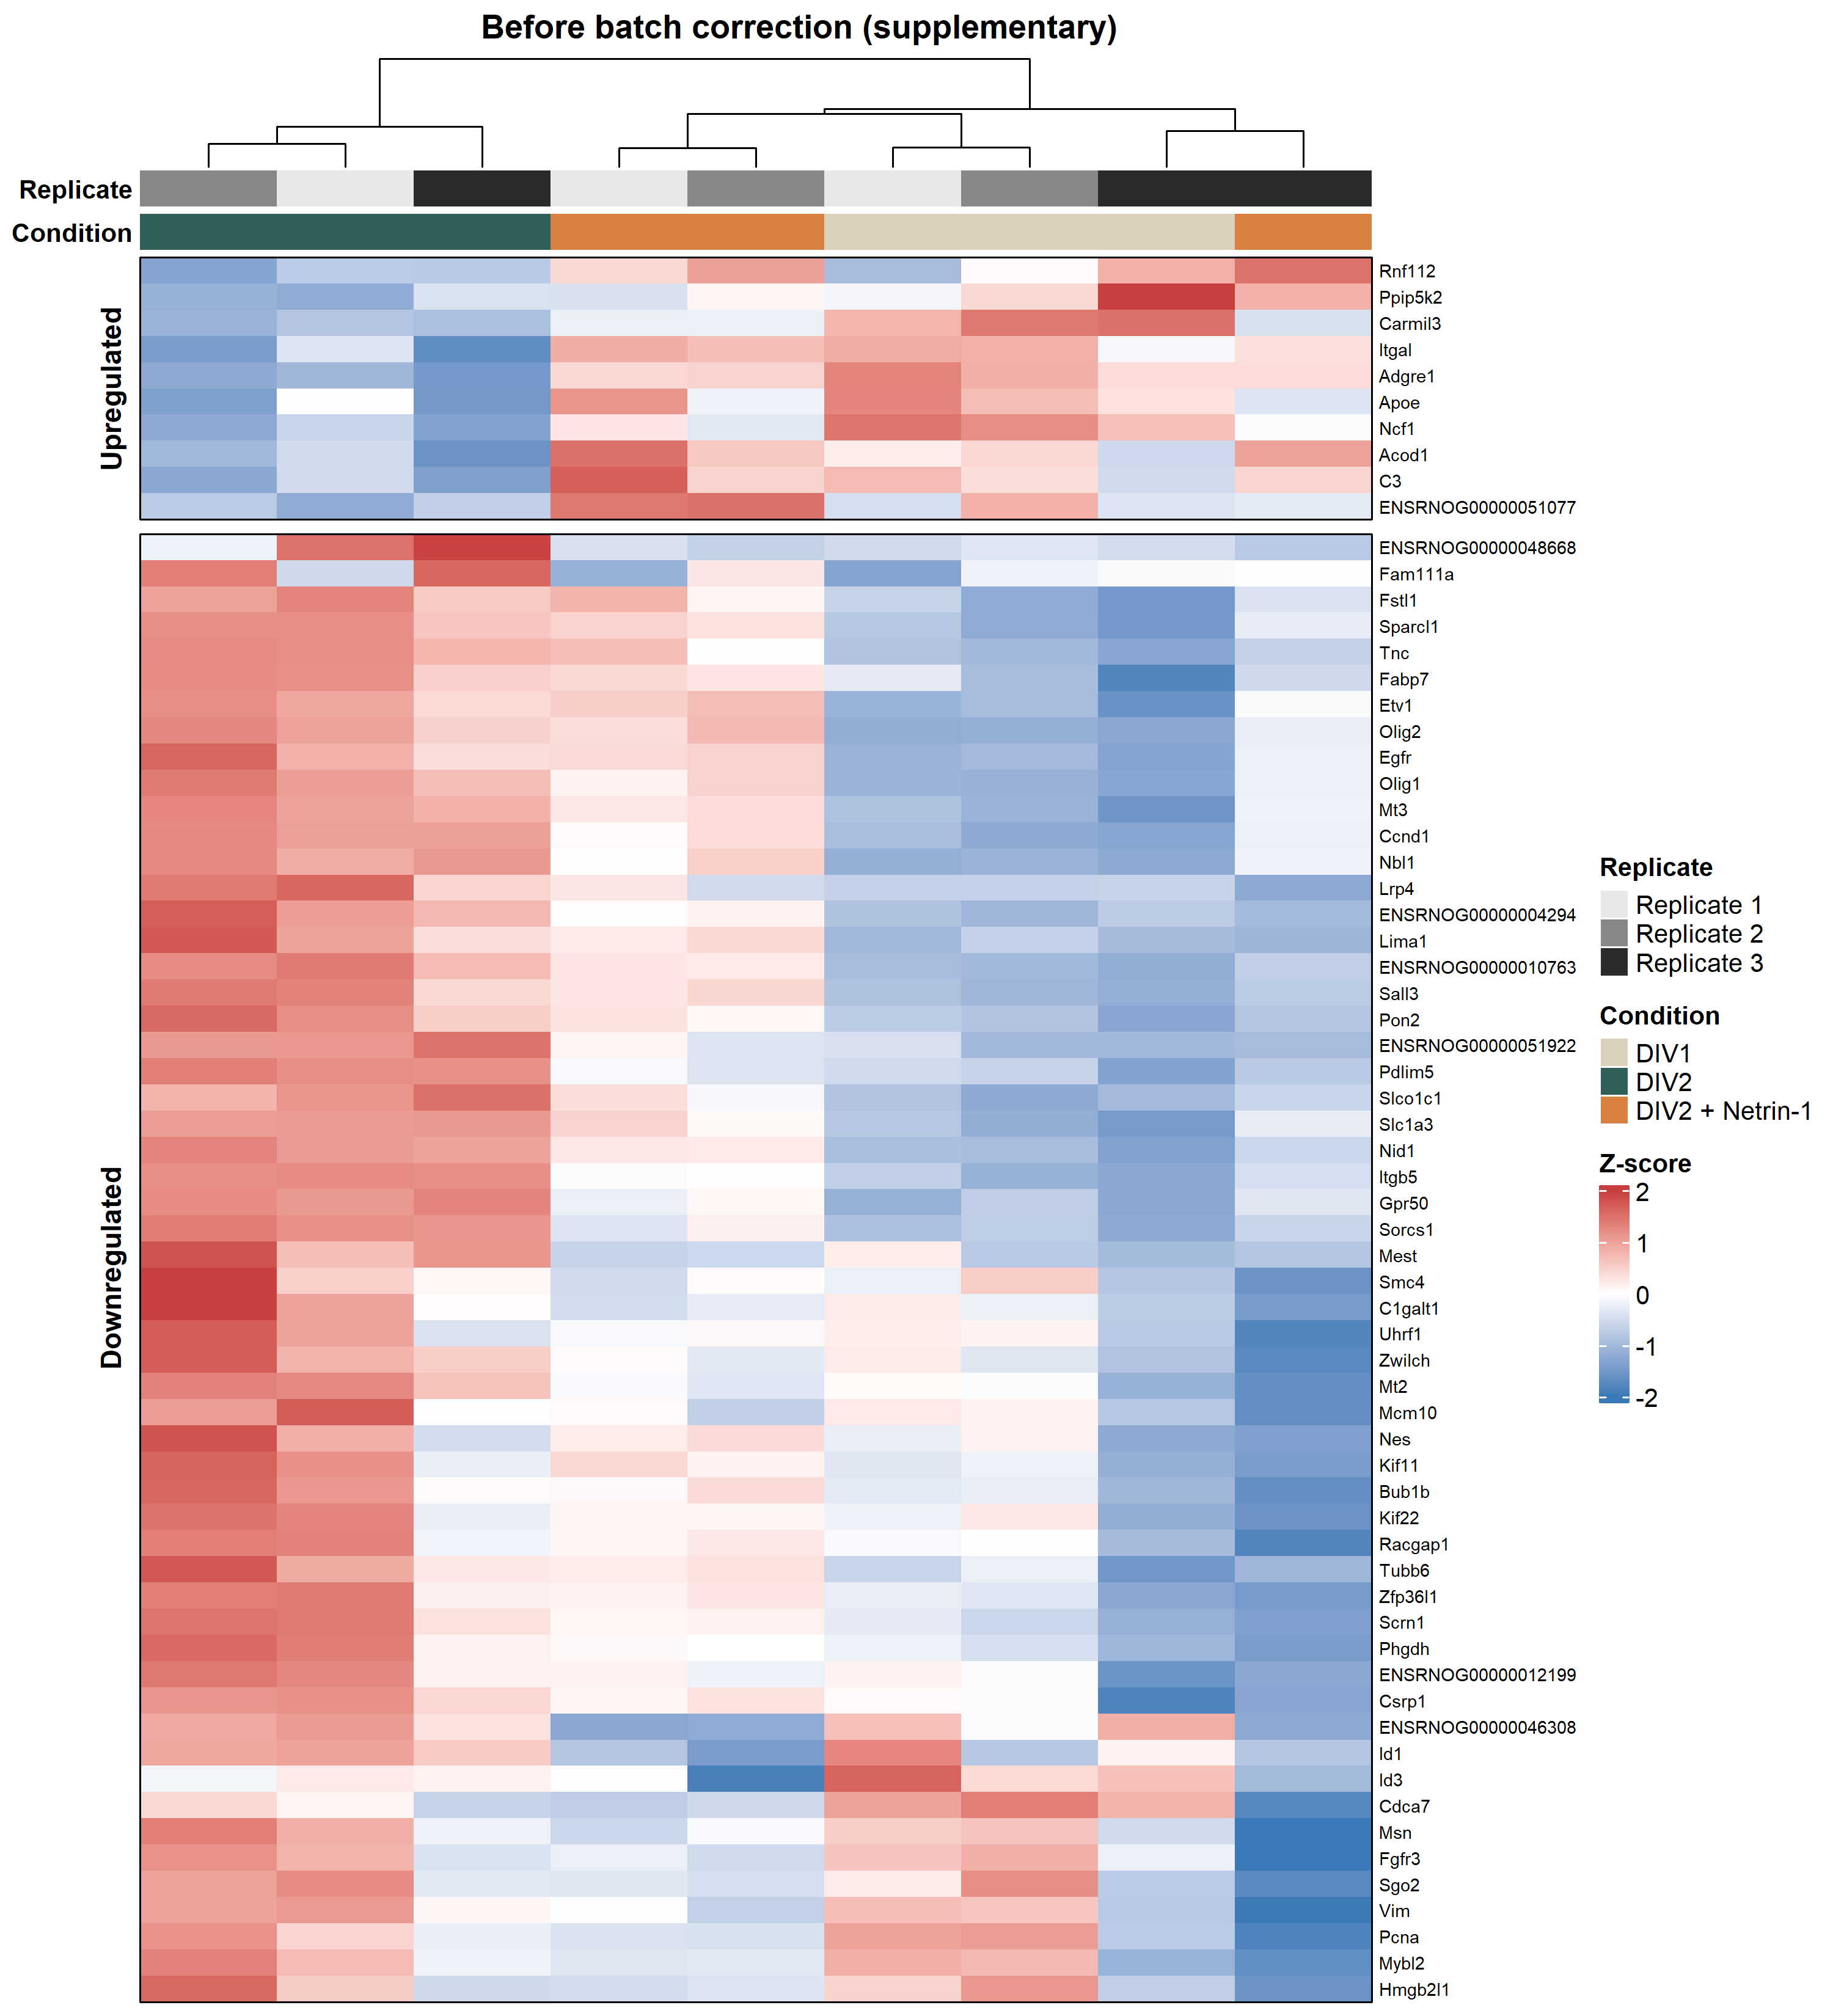 Before batch correction (supplementary)
Replicate
Condition
Upregulated
Rnf112
Ppip5k2
Carmil3
Itgal
Adgre1
Apoe
Ncf1
Acod1
C3
ENSRNOG00000051077
Downregulated
ENSRNOG00000048668
Fam111a
Fstl1
Sparcl1
Tnc
Fabp7
Etv1
Olig2
Egfr
Olig1
Mt3
Ccnd1
Nbl1
Lrp4
ENSRNOG00000004294
Lima1
ENSRNOG00000010763
Sall3
Pon2
ENSRNOG00000051922
Pdlim5
Slco1c1
Slc1a3
Nid1
Itgb5
Gpr50
Sorcs1
Mest
Smc4
C1galt1
Uhrf1
Zwilch
Mt2
Mcm10
Nes
Kif11
Bub1b
Kif22
Racgap1
Tubb6
Zfp36l1
Scrn1
Phgdh
ENSRNOG00000012199
Csrp1
ENSRNOG00000046308
Id1
Id3
Cdca7
Msn
Fgfr3
Sgo2
Vim
Pcna
Mybl2
Hmgb2l1
Replicate
Replicate 1
Replicate 2
Replicate 3
Condition
DIV1
DIV2
DIV2 + Netrin-1
Z-score
2
1
0
-1
-2